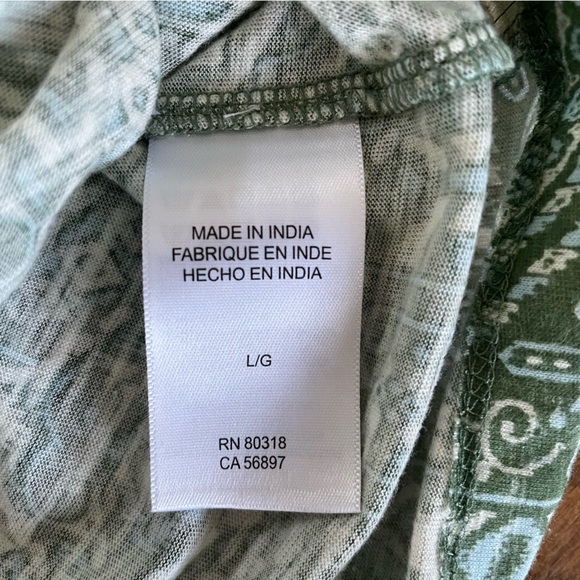 MADE IN INDIA
FABRIQUE EN INDE
HECHO EN INDIA
L/G
RN 80318
CA 56897